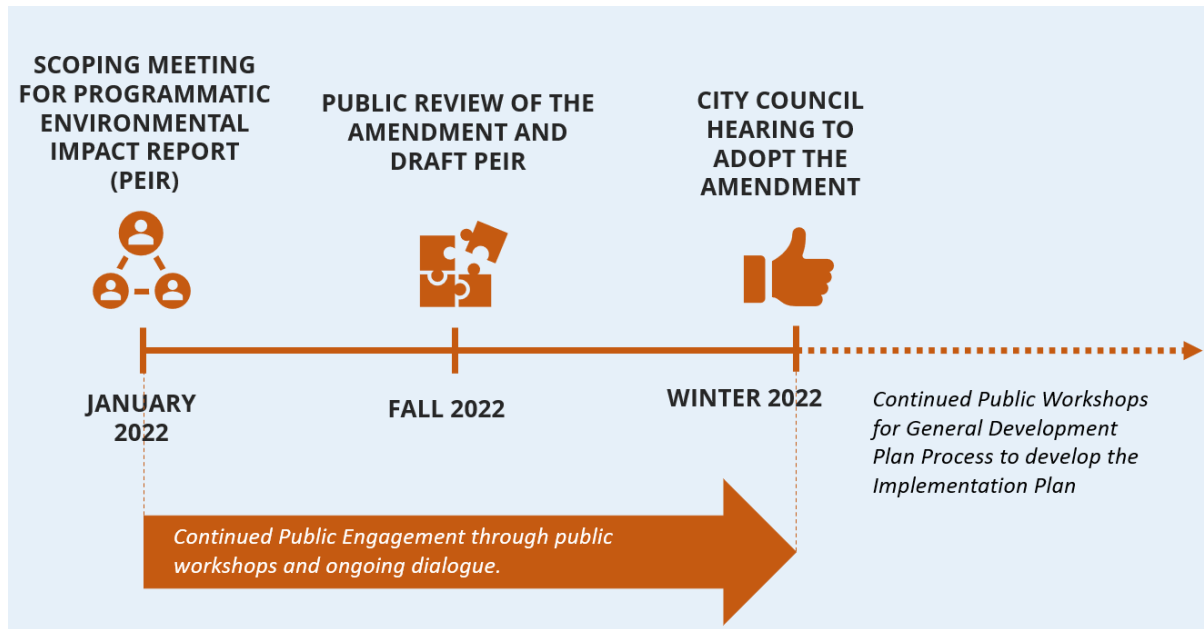 SCOPING MEETING
FOR PROGRAMMATIC
ENVIRONMENTAL
IMPACT REPORT
(PEIR)
PUBLIC REVIEW OF THE
AMENDMENT AND
DRAFT PEIR
CITY COUNCIL
HEARING TO
ADOPT THE
AMENDMENT
JANUARY
2022
FALL 2022
WINTER 2022
Continued Public Workshops
for General Development
Plan Process to develop the
Implementation Plan
Continued Public Engagement through public
workshops and ongoing dialogue.